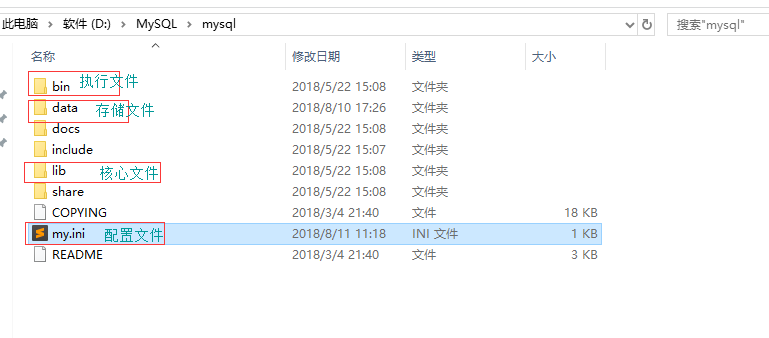 此电脑 > 软件 (D:) > MySQL > mysql 搜索"mysql"
名称 修改日期 类型 大小
bin 执行文件 2018/5/22 15:08 文件夹
data 存储文件 2018/8/10 17:26 文件夹
docs 2018/5/22 15:08 文件夹
include 2018/5/22 15:07 文件夹
lib 核心文件 2018/5/22 15:08 文件夹
share 2018/5/22 15:08 文件夹
COPYING 2018/3/4 21:40 文件 18 KB
my.ini 配置文件 2018/8/11 11:18 INI 文件 1 KB
README 2018/3/4 21:40 文件 3 KB